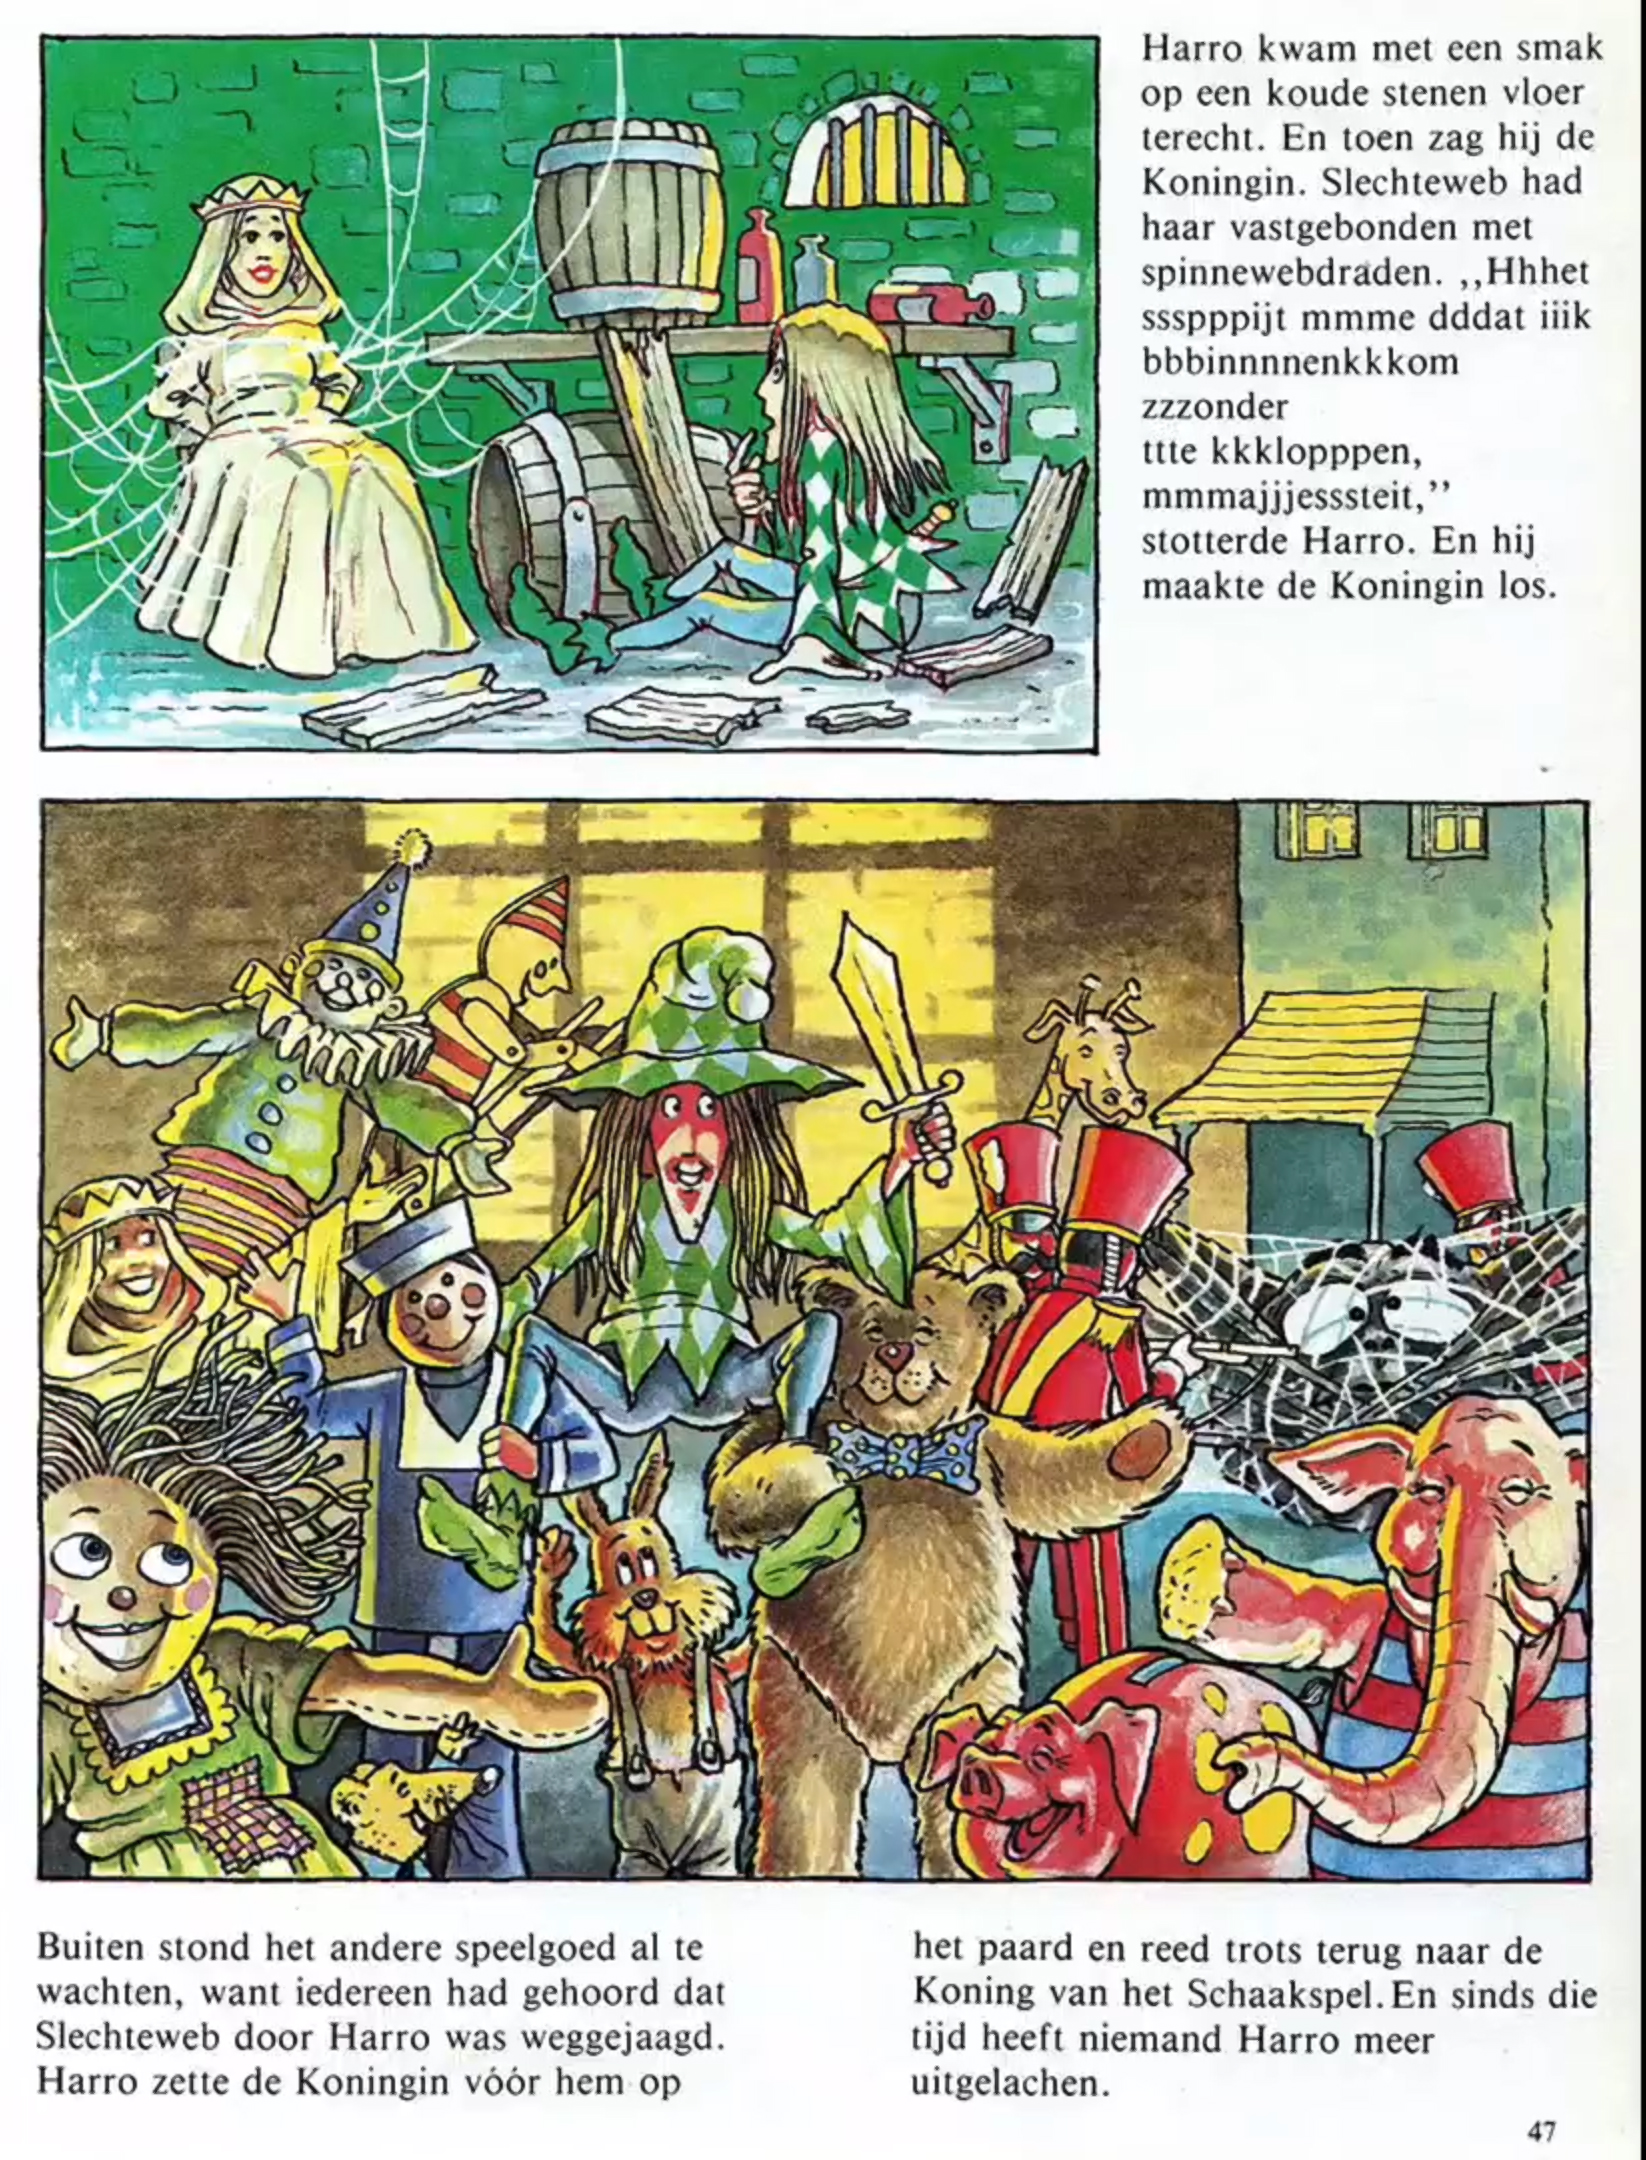 Harro kwam met een smak
op een koude stenen vloer
terecht. En toen zag hij de
Koningin. Slechteweb had
haar vastgebonden met
spinnewebdraden. ,,Hhhet
ssspppijt mmme dddat iiik
bbbinnnnenkkkom
zzzonder
ttte kkklopppen,
mmmajjjesssteit,’’
stotterde Harro. En hij
maakte de Koningin los.
Buiten stond het andere speelgoed al te
wachten, want iedereen had gehoord dat
Slechteweb door Harro was weggejaagd.
Harro zette de Koningin vóór hem op
het paard en reed trots terug naar de
Koning van het Schaakspel. En sinds die
tijd heeft niemand Harro meer
uitgelachen.
47